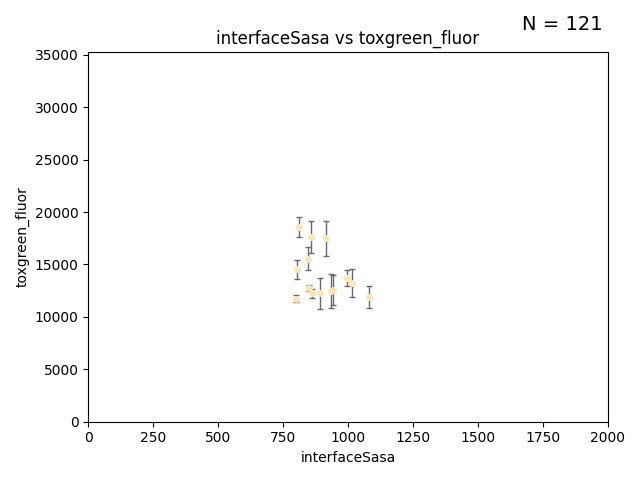 N = 121
interfaceSasa vs toxgreen_fluor
35000
30000
25000
20000
15000
10000
5000
0
toxgreen_fluor
0 250 500 750 1000 1250 1500 1750 2000
interfaceSasa